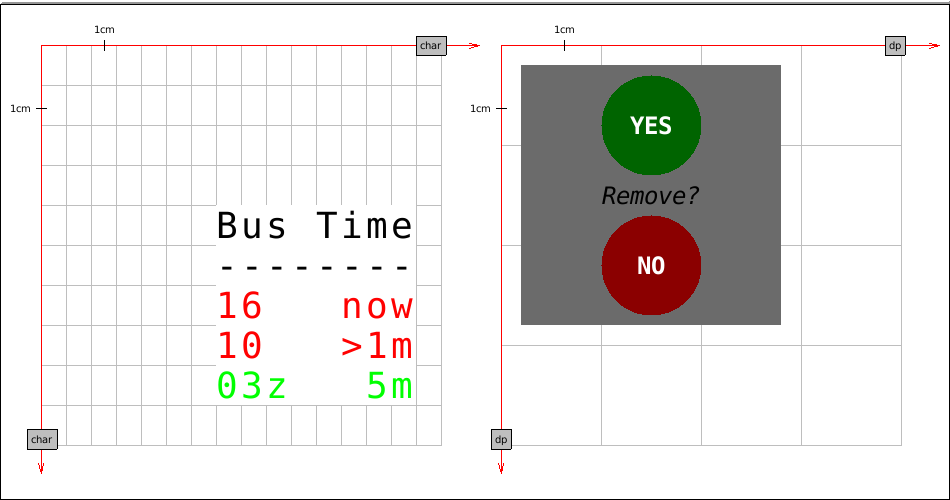 1cm
char
1cm
Bus Time
--------
16   now
10   >1m
03z   5m
char
1cm
dp
1cm
YES
Remove?
NO
dp